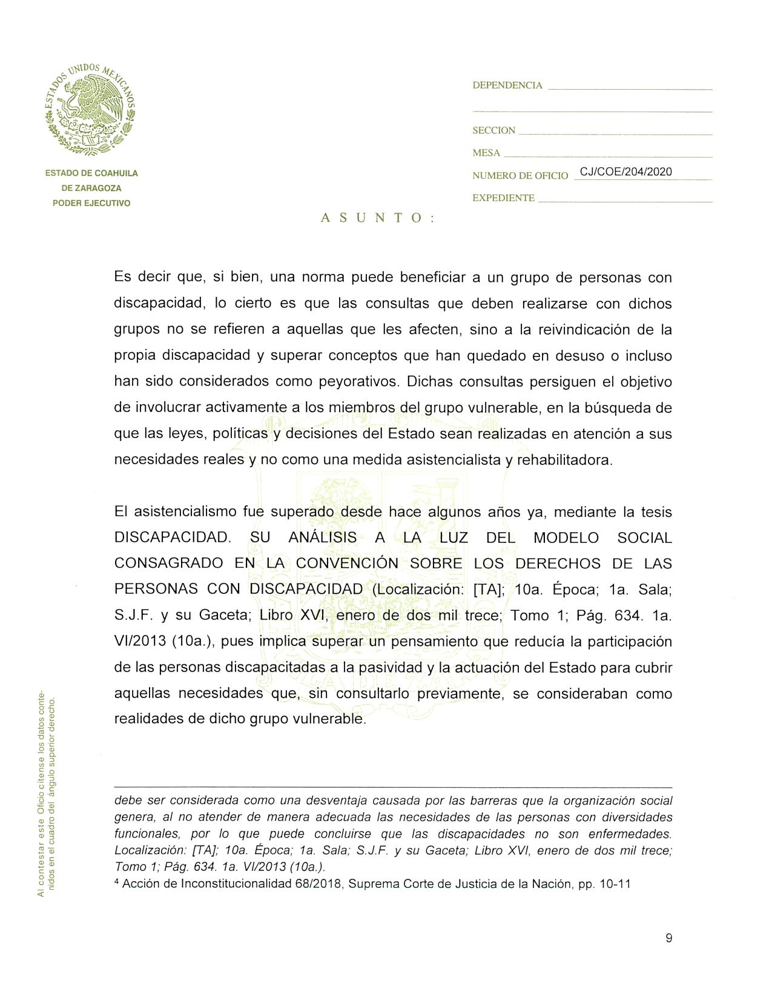 ESTADOS UNIDOS MEXICANOS
ESTADO DE COAHUILA
DE ZARAGOZA
PODER EJECUTIVO
DEPENDENCIA
SECCION
MESA
NUMERO DE OFICIO CJ/COE/204/2020
EXPEDIENTE
A S U N T O :
Es decir que, si bien, una norma puede beneficiar a un grupo de personas con
discapacidad, lo cierto es que las consultas que deben realizarse con dichos
grupos no se refieren a aquellas que les afecten, sino a la reivindicación de la
propia discapacidad y superar conceptos que han quedado en desuso o incluso
han sido considerados como peyorativos. Dichas consultas persiguen el objetivo
de involucrar activamente a los miembros del grupo vulnerable, en la búsqueda de
que las leyes, políticas y decisiones del Estado sean realizadas en atención a sus
necesidades reales y no como una medida asistencialista y rehabilitadora.
El asistencialismo fue superado desde hace algunos años ya, mediante la tesis
DISCAPACIDAD. SU ANÁLISIS A LA LUZ DEL MODELO SOCIAL
CONSAGRADO EN LA CONVENCIÓN SOBRE LOS DERECHOS DE LAS
PERSONAS CON DISCAPACIDAD (Localización: [TA]; 10a. Época; 1a. Sala;
S.J.F. y su Gaceta; Libro XVI, enero de dos mil trece; Tomo 1; Pág. 634. 1a.
VI/2013 (10a.), pues implica superar un pensamiento que reducía la participación
de las personas discapacitadas a la pasividad y la actuación del Estado para cubrir
aquellas necesidades que, sin consultarlo previamente, se consideraban como
realidades de dicho grupo vulnerable.
debe ser considerada como una desventaja causada por las barreras que la organización social
genera, al no atender de manera adecuada las necesidades de las personas con diversidades
funcionales, por lo que puede concluirse que las discapacidades no son enfermedades.
Localización: [TA]; 10a. Época; 1a. Sala; S.J.F. y su Gaceta; Libro XVI, enero de dos mil trece;
Tomo 1; Pág. 634. 1a. VI/2013 (10a.).
4 Acción de Inconstitucionalidad 68/2018, Suprema Corte de Justicia de la Nación, pp. 10-11
Al contestar este Oficio cítense los datos conte-
nidos en el cuadro del ángulo superior derecho.
9